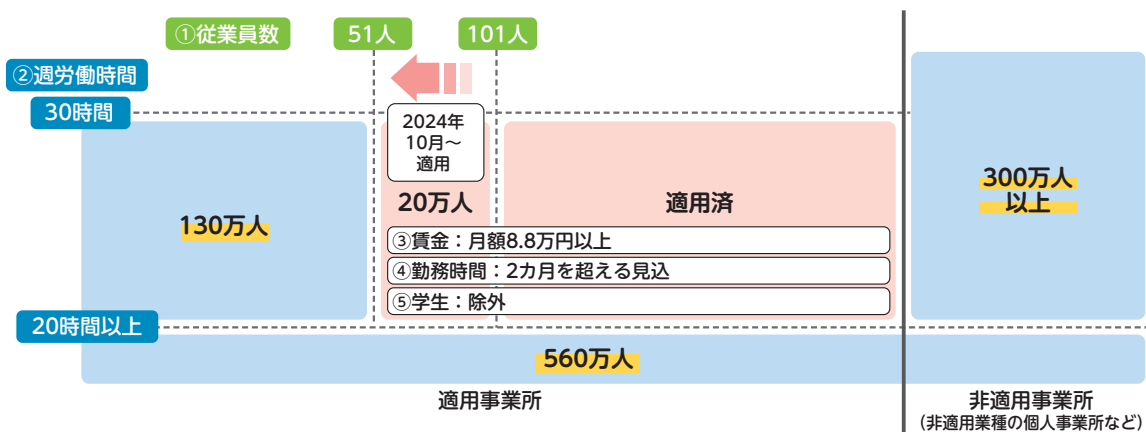 ①従業員数
51人
101人
②週労働時間
30時間
2024年
10月～
適用
20万人
適用済
130万人
300万人
以上
③賃金：月額8.8万円以上
④勤務時間：2カ月を超える見込
⑤学生：除外
20時間以上
560万人
適用事業所
非適用事業所
(非適用業種の個人事業所など)